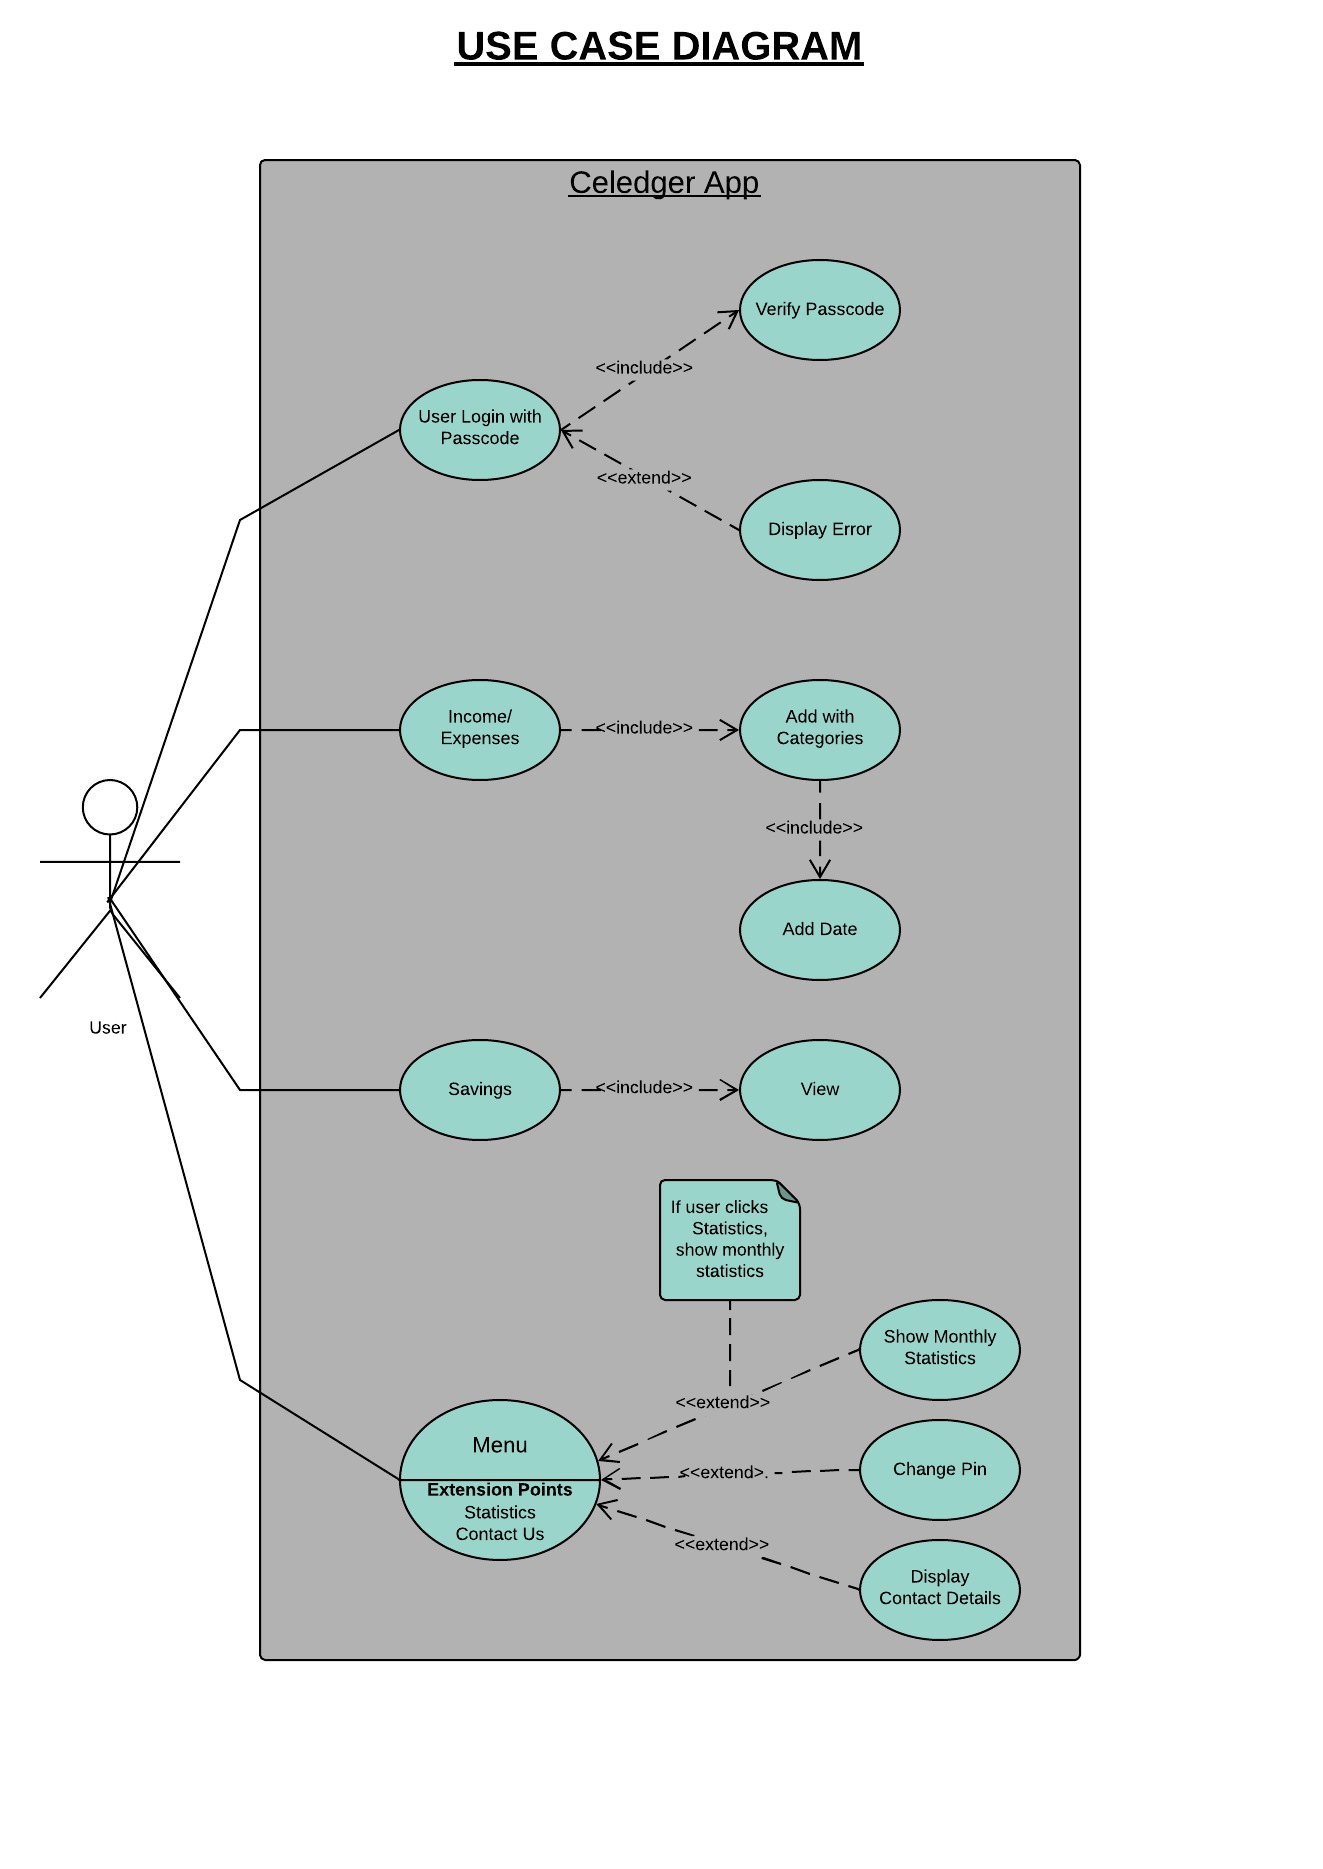 USE CASE DIAGRAM
Celedger App
Verify Passcode
<<include>>
User Login with
Passcode
<<extend>>
Display Error
Income/
Expenses
<<include>>
Add with
Categories
<<include>>
Add Date
User
Savings
<<include>>
View
If user clicks
Statistics,
show monthly
statistics
Show Monthly
Statistics
<<extend>>
Menu
Extension Points
Statistics
Contact Us
<<extend>.
Change Pin
<<extend>>
Display
Contact Details